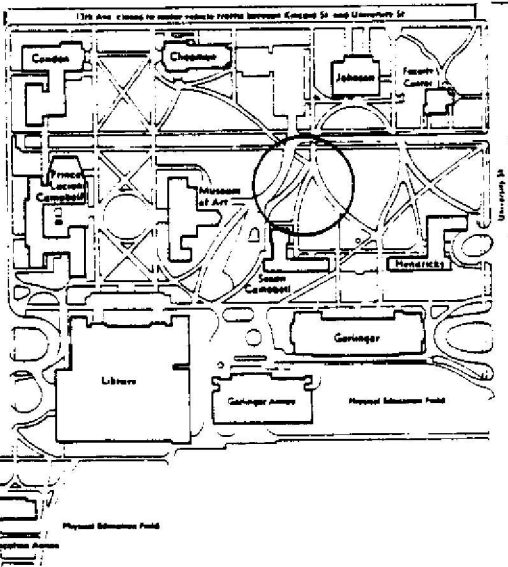 13th Ave. closed to motor vehicle traffic between Kincaid St. and University St.
Condon
Chapman
Johnson
Faculty
Center
Prince
Lucien
Campbell
Museum
of Art
University St
Susan
Campbell
Hendricks
Gerlinger
Library
Gerlinger Annex
Physical Education Field
Physical Education Field
Annex